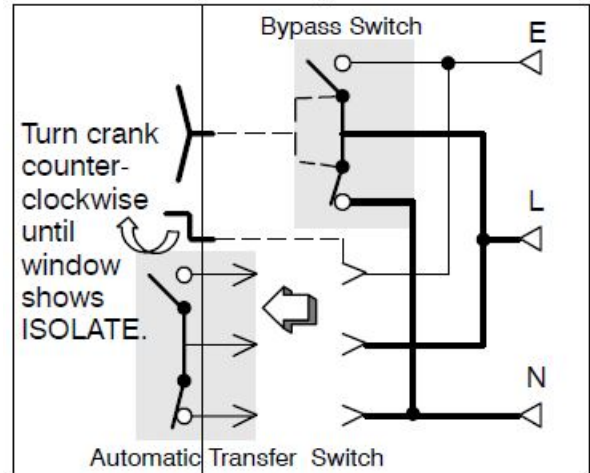 Bypass Switch
E
Turn crank
counter-
clockwise
until
window
shows
ISOLATE.
L
N
Automatic Transfer Switch